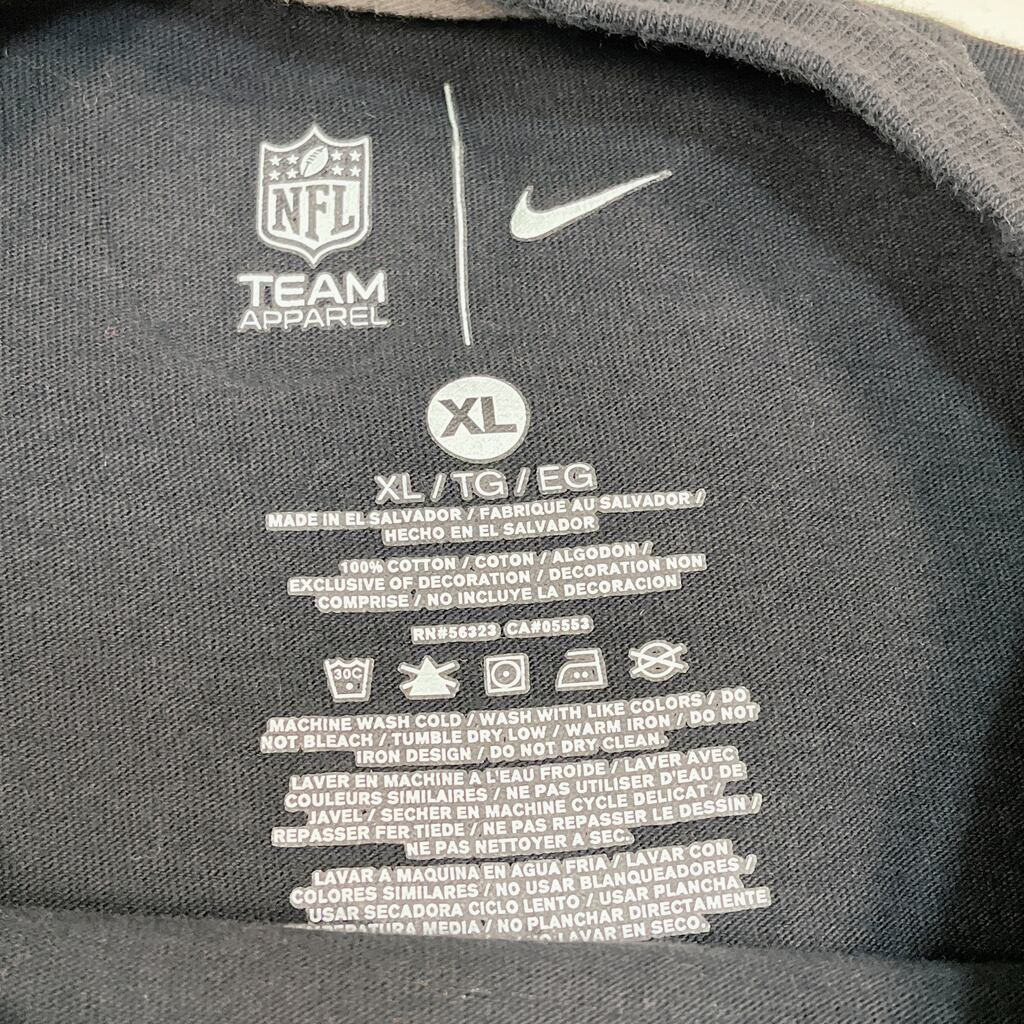 NFL
TEAM
APPAREL
XL
XL / TG / EG
MADE IN EL SALVADOR / FABRIQUÉ AU SALVADOR /
HECHO EN EL SALVADOR
100% COTTON / COTON / ALGODON /
EXCLUSIVE OF DECORATION / DECORATION NON
COMPRISE / NO INCLUYE LA DECORACION
RN#56323 CA#05553
30C
MACHINE WASH COLD / WASH WITH LIKE COLORS / DO
NOT BLEACH / TUMBLE DRY LOW / WARM IRON / DO NOT
IRON DESIGN / DO NOT DRY CLEAN.
LAVER EN MACHINE A L'EAU FROIDE / LAVER AVEC
COULEURS SIMILAIRES / NE PAS UTILISER D'EAU DE
JAVEL / SECHER EN MACHINE CYCLE DELICAT /
REPASSER FER TIEDE / NE PAS REPASSER LE DESSIN /
NE PAS NETTOYER A SEC.
LAVAR A MAQUINA EN AGUA FRIA / LAVAR CON
COLORES SIMILARES / NO USAR BLANQUEADORES /
USAR SECADORA CICLO LENTO / USAR PLANCHA
TEMPERATURA MEDIA / NO PLANCHAR DIRECTAMENTE
NO LAVAR EN SECO.